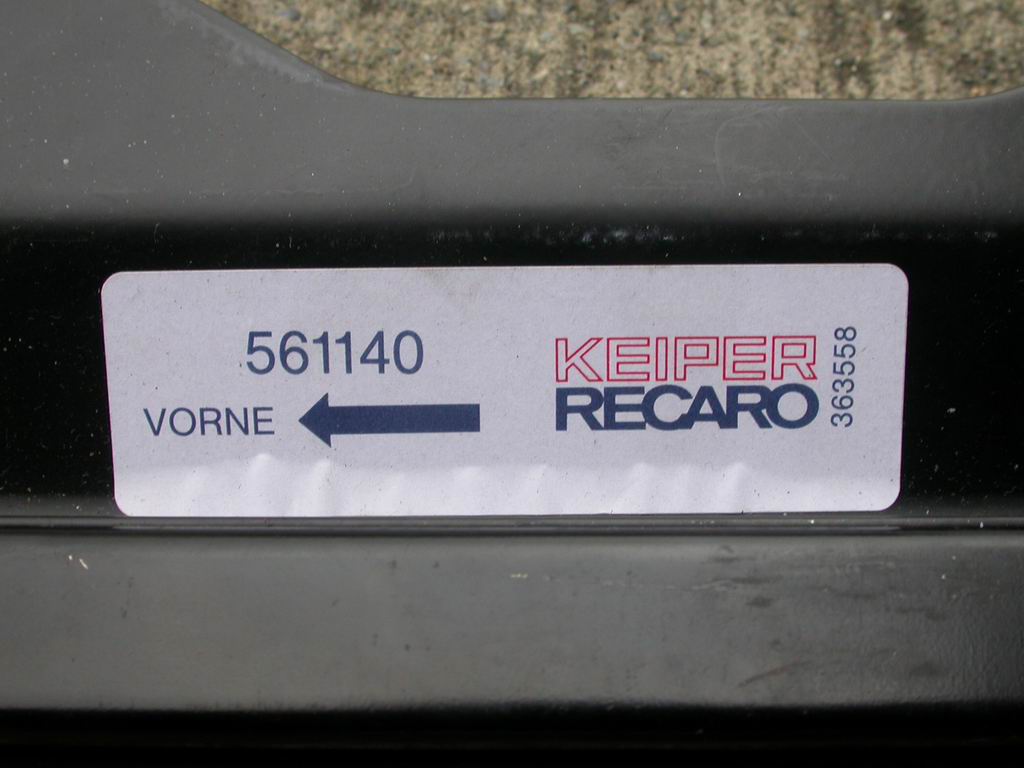 561140
VORNE
KEIPER
RECARO
363558